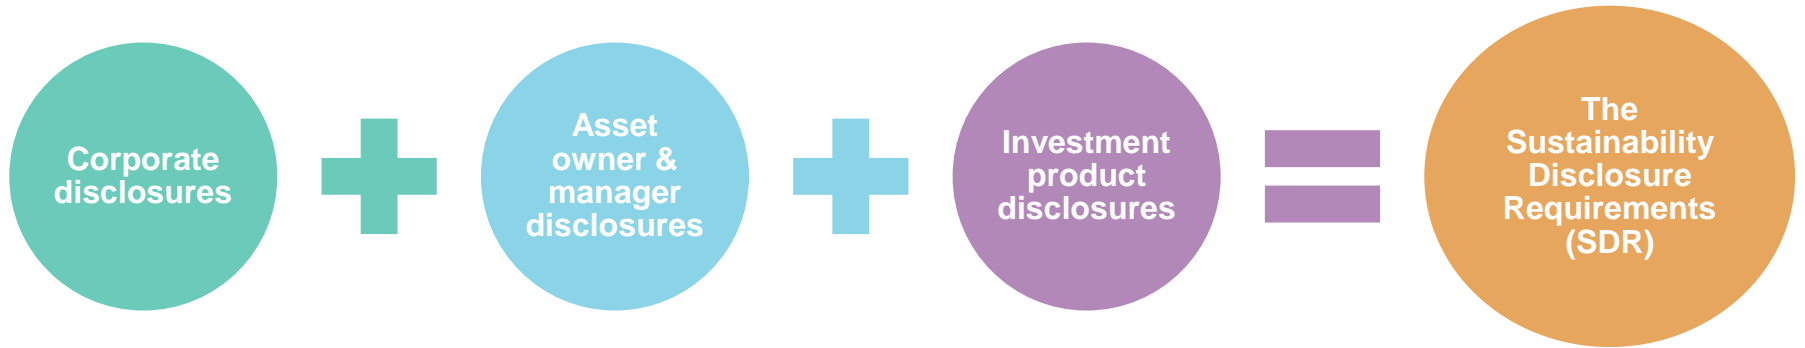 Corporate
disclosures
Asset
owner &
manager
disclosures
Investment
product
disclosures
The
Sustainability
Disclosure
Requirements
(SDR)